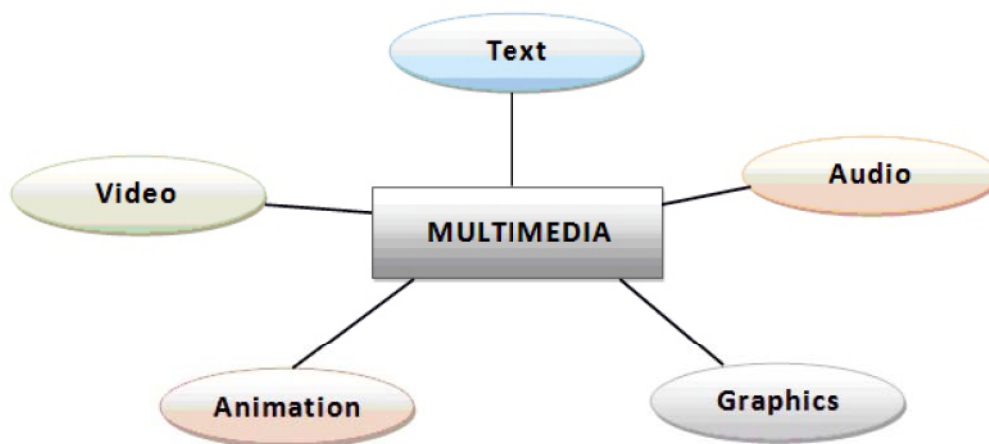 Text
Audio
Video
MULTIMEDIA
Animation
Graphics